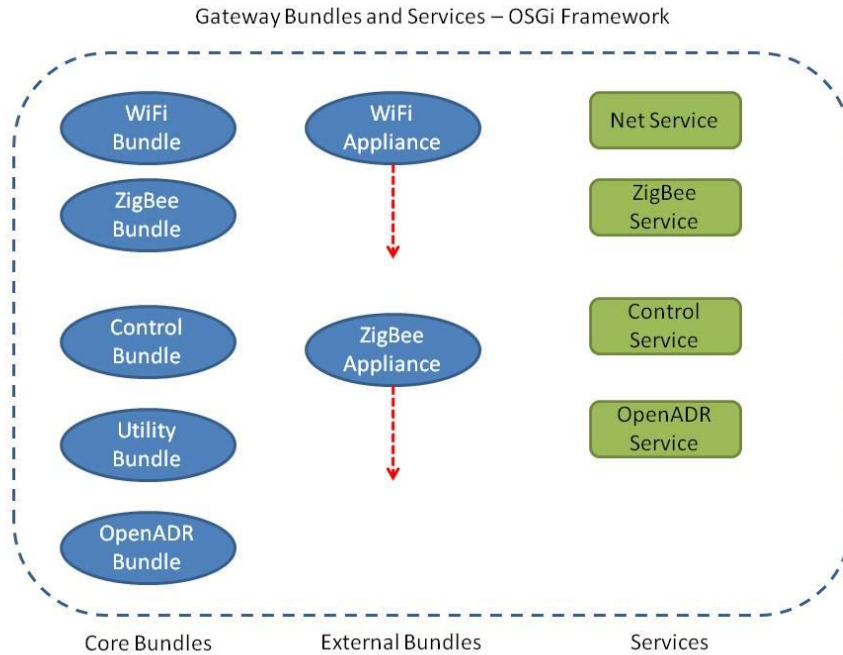 Gateway Bundles and Services – OSGi Framework
WiFi
Bundle
ZigBee
Bundle
Control
Bundle
Utility
Bundle
OpenADR
Bundle
WiFi
Appliance
ZigBee
Appliance
Net Service
ZigBee
Service
Control
Service
OpenADR
Service
Core Bundles
External Bundles
Services